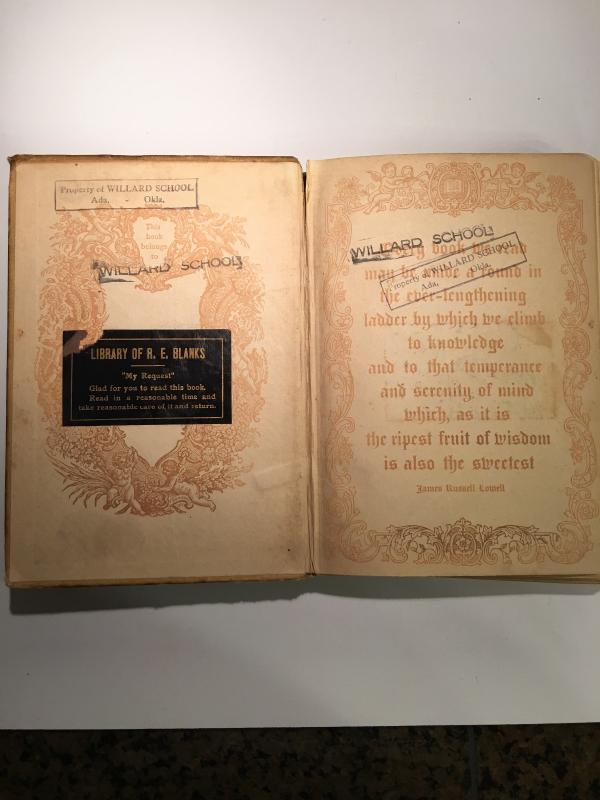 Property of WILLARD SCHOOL
Ada, - Okla.
This
book
belongs
to
WILLARD SCHOOL
LIBRARY OF R. E. BLANKS
"My Request"
Glad for you to read this book.
Read in a reasonable time and
take reasonable care of it and return.
WILLARD SCHOOL
Property of WILLARD SCHOOL
Ada, Okla.
book
may be made a round in
the ever-lengthening
ladder by which we climb
to knowledge
and to that temperance
and serenity of mind
which, as it is
the ripest fruit of wisdom
is also the sweetest
James Russell Lowell